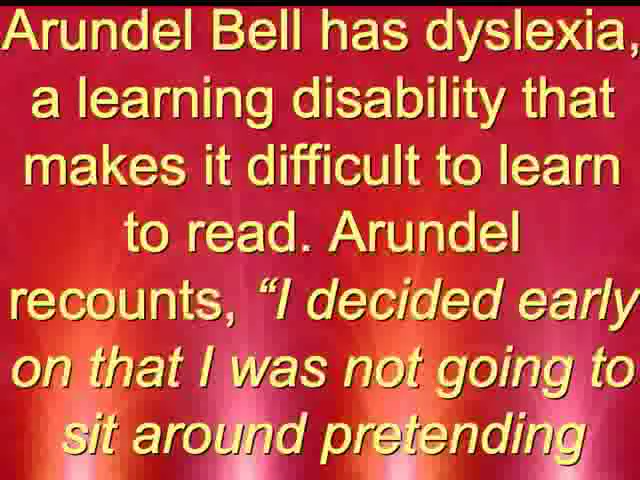 Arundel Bell has dyslexia,
a learning disability that
makes it difficult to learn
to read. Arundel
recounts, “I decided early
on that I was not going to
sit around pretending